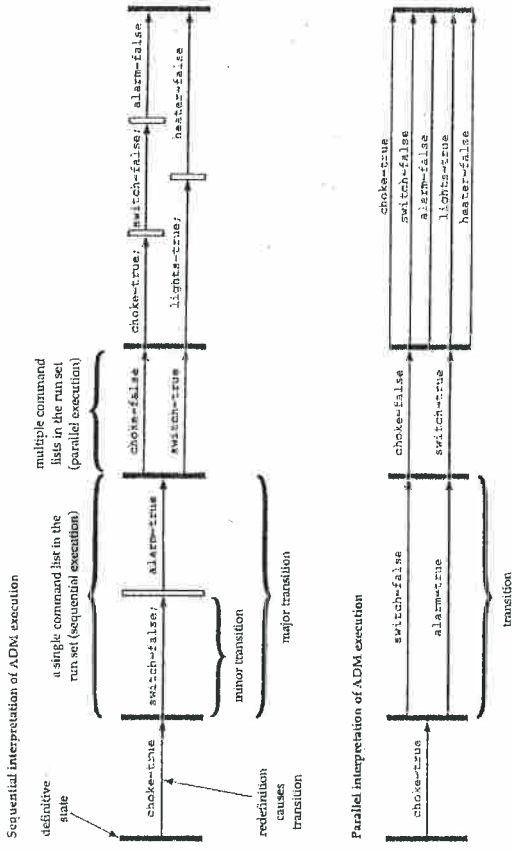 Sequential interpretation of ADM execution
definitive
state
choke=true
redefinition
causes
transition
a single command list in the
run set (sequential execution)
switch=false;
alarm=true
minor transition
major transition
multiple command
lists in the run set
(parallel execution)
choke=false
switch=true
choke=true;
switch=false;
alarm=false
lights=true;
heater=false
Parallel interpretation of ADM execution
choke=true
switch=false
alarm=true
transition
choke=false
switch=true
choke=true
switch=false
alarm=false
lights=true
heater=false